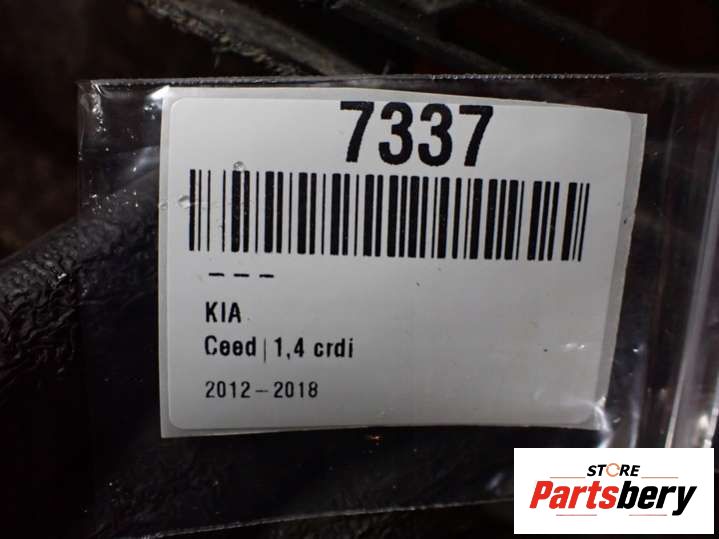 7337
– – –
KIA
Ceed | 1,4 crdi
2012 – 2018
STORE
Partsbery